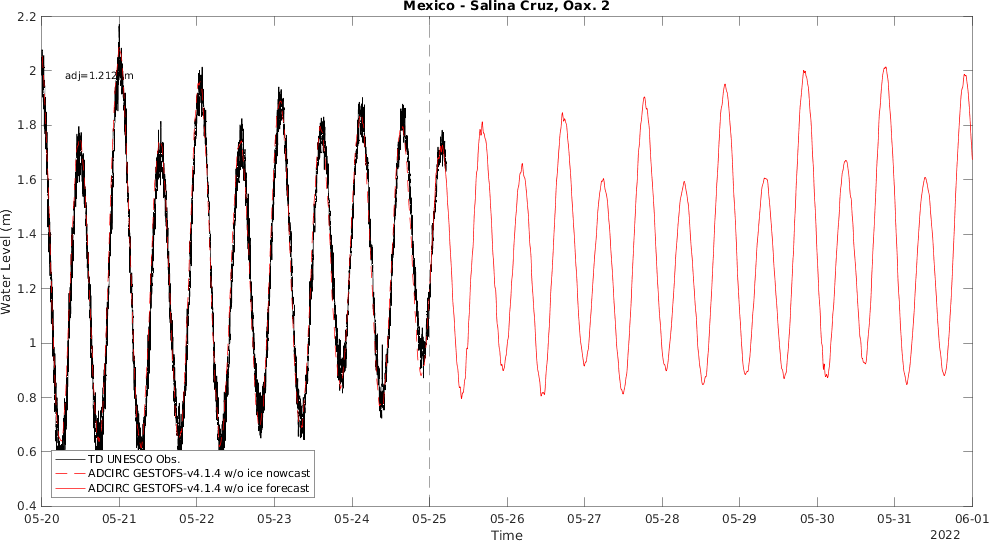 Mexico - Salina Cruz, Oax. 2
2.2
2
1.8
1.6
1.4
1.2
1
0.8
0.6
0.4
Water Level (m)
adj=1.212 m
TD UNESCO Obs.
ADCIRC GESTOFS-v4.1.4 w/o ice nowcast
ADCIRC GESTOFS-v4.1.4 w/o ice forecast
05-20 05-21 05-22 05-23 05-24 05-25 05-26 05-27 05-28 05-29 05-30 05-31 06-01
Time
2022